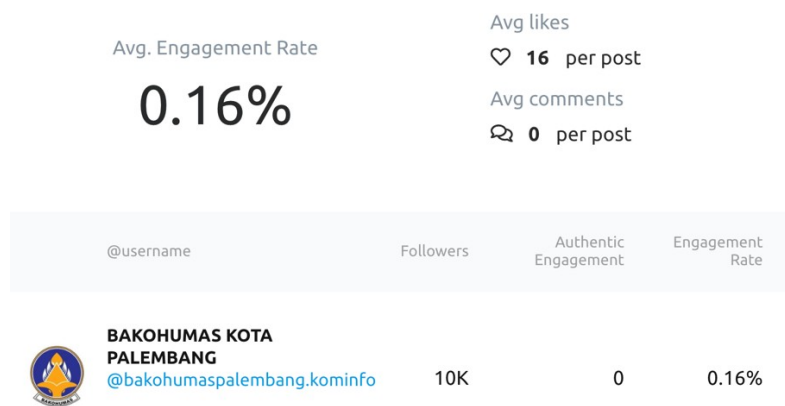 Avg. Engagement Rate
0.16%
Avg likes
16 per post
Avg comments
0 per post
@username
Followers
Authentic
Engagement
Engagement
Rate
BAKOHUMAS KOTA
PALEMBANG
@bakohumaspalembang.kominfo
10K
0
0.16%
BAKOHUMAS